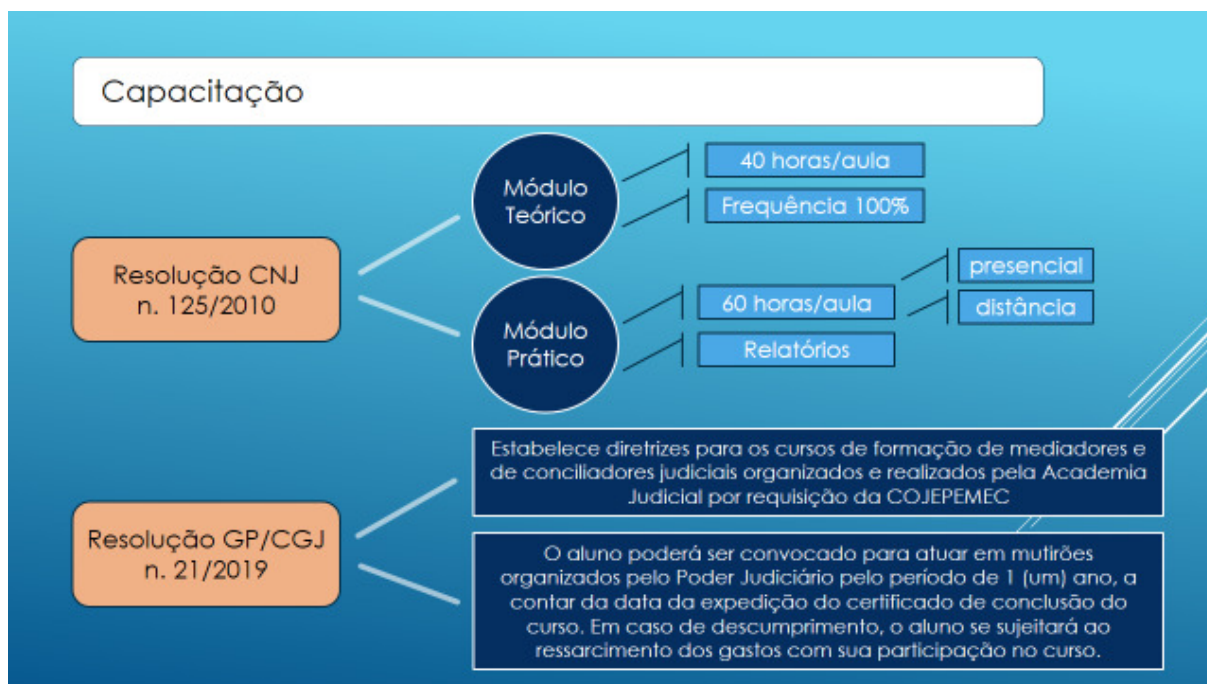 Capacitação
Resolução CNJ
n. 125/2010
Módulo
Teórico
40 horas/aula
Frequência 100%
Módulo
Prático
60 horas/aula
presencial
distância
Relatórios
Resolução GP/CGJ
n. 21/2019
Estabelece diretrizes para os cursos de formação de mediadores e
de conciliadores judiciais organizados e realizados pela Academia
Judicial por requisição da COJEPEMEC
O aluno poderá ser convocado para atuar em mutirões
organizados pelo Poder Judiciário pelo período de 1 (um) ano, a
contar da data da expedição do certificado de conclusão do
curso. Em caso de descumprimento, o aluno se sujeitará ao
ressarcimento dos gastos com sua participação no curso.